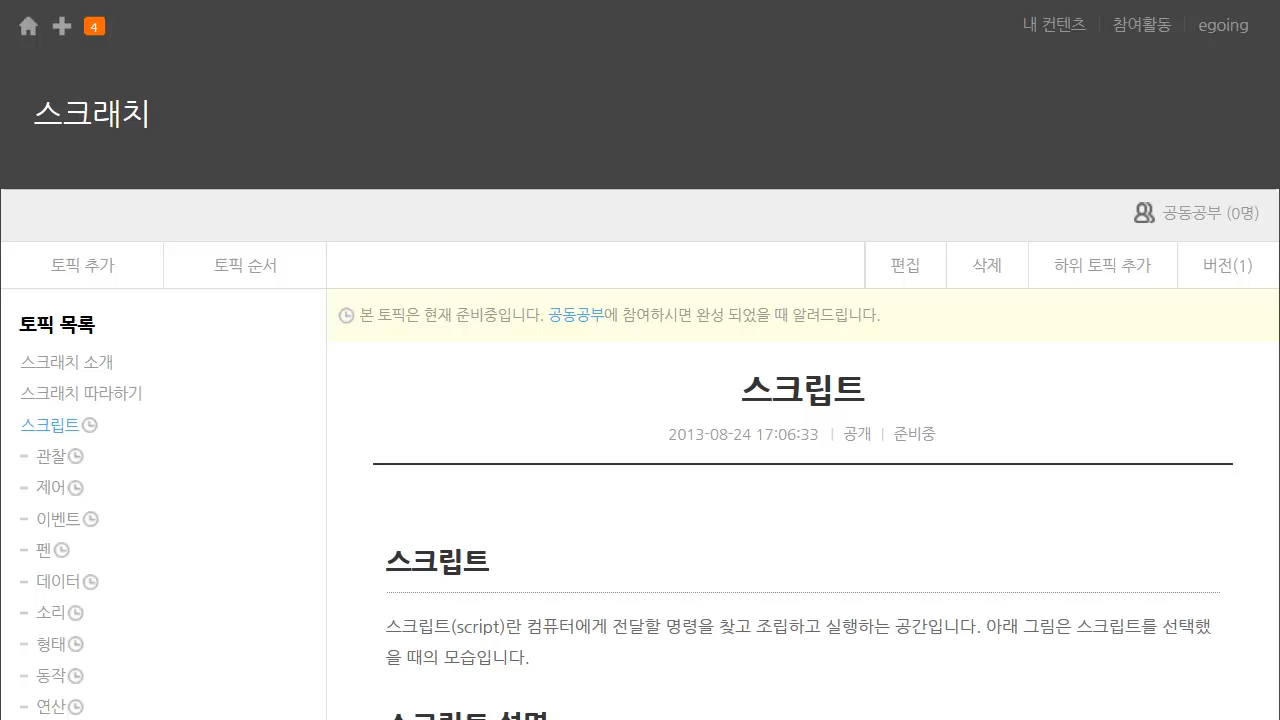 4
내 컨텐츠 참여활동 egoing
스크래치
공동공부 (0명)
토픽 추가 토픽 순서 편집 삭제 하위 토픽 추가 버전(1)
토픽 목록
스크래치 소개
스크래치 따라하기
스크립트
- 관찰
- 제어
- 이벤트
- 펜
- 데이터
- 소리
- 형태
- 동작
- 연산
본 토픽은 현재 준비중입니다. 공동공부에 참여하시면 완성 되었을 때 알려드립니다.
스크립트
2013-08-24 17:06:33 | 공개 | 준비중
스크립트
스크립트(script)란 컴퓨터에게 전달할 명령을 찾고 조립하고 실행하는 공간입니다. 아래 그림은 스크립트를 선택했
을 때의 모습입니다.
스크립트 설명